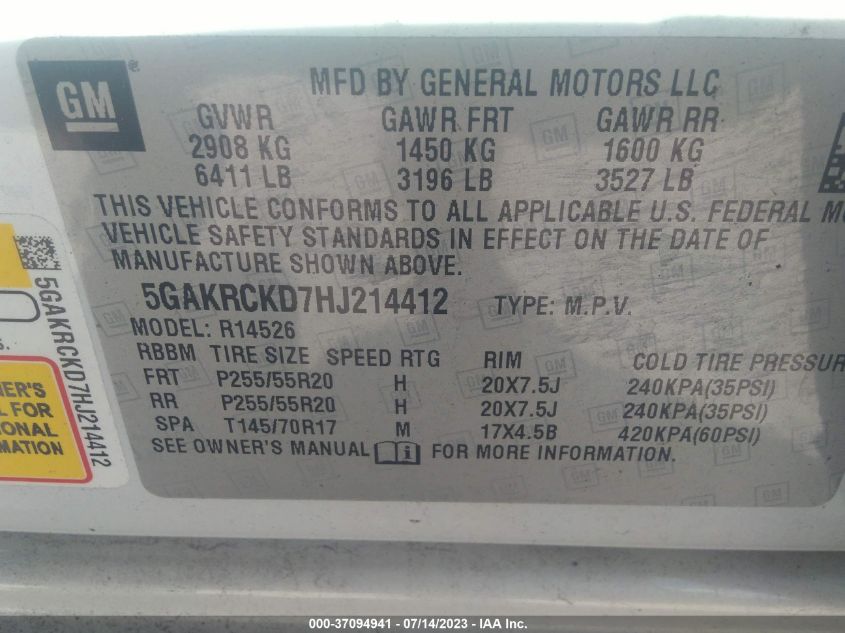 GM
MFD BY GENERAL MOTORS LLC
GVWR GAWR FRT GAWR RR
2908 KG 1450 KG 1600 KG
6411 LB 3196 LB 3527 LB
THIS VEHICLE CONFORMS TO ALL APPLICABLE U.S. FEDERAL
VEHICLE SAFETY STANDARDS IN EFFECT ON THE DATE OF
MANUFACTURE SHOWN ABOVE.
5GAKRCKD7HJ214412 TYPE: M.P.V.
MODEL: R14526
RBBM TIRE SIZE SPEED RTG RIM COLD TIRE PRESSUR
FRT P255/55R20 H 20X7.5J 240KPA(35PSI)
RR P255/55R20 H 20X7.5J 240KPA(35PSI)
SPA T145/70R17 M 17X4.5B 420KPA(60PSI)
SEE OWNER'S MANUAL i FOR MORE INFORMATION.
5GAKRCKD7HJ214412
NER'S
L FOR
IONAL
MATION
000-37094941 - 07/14/2023 - IAA Inc.